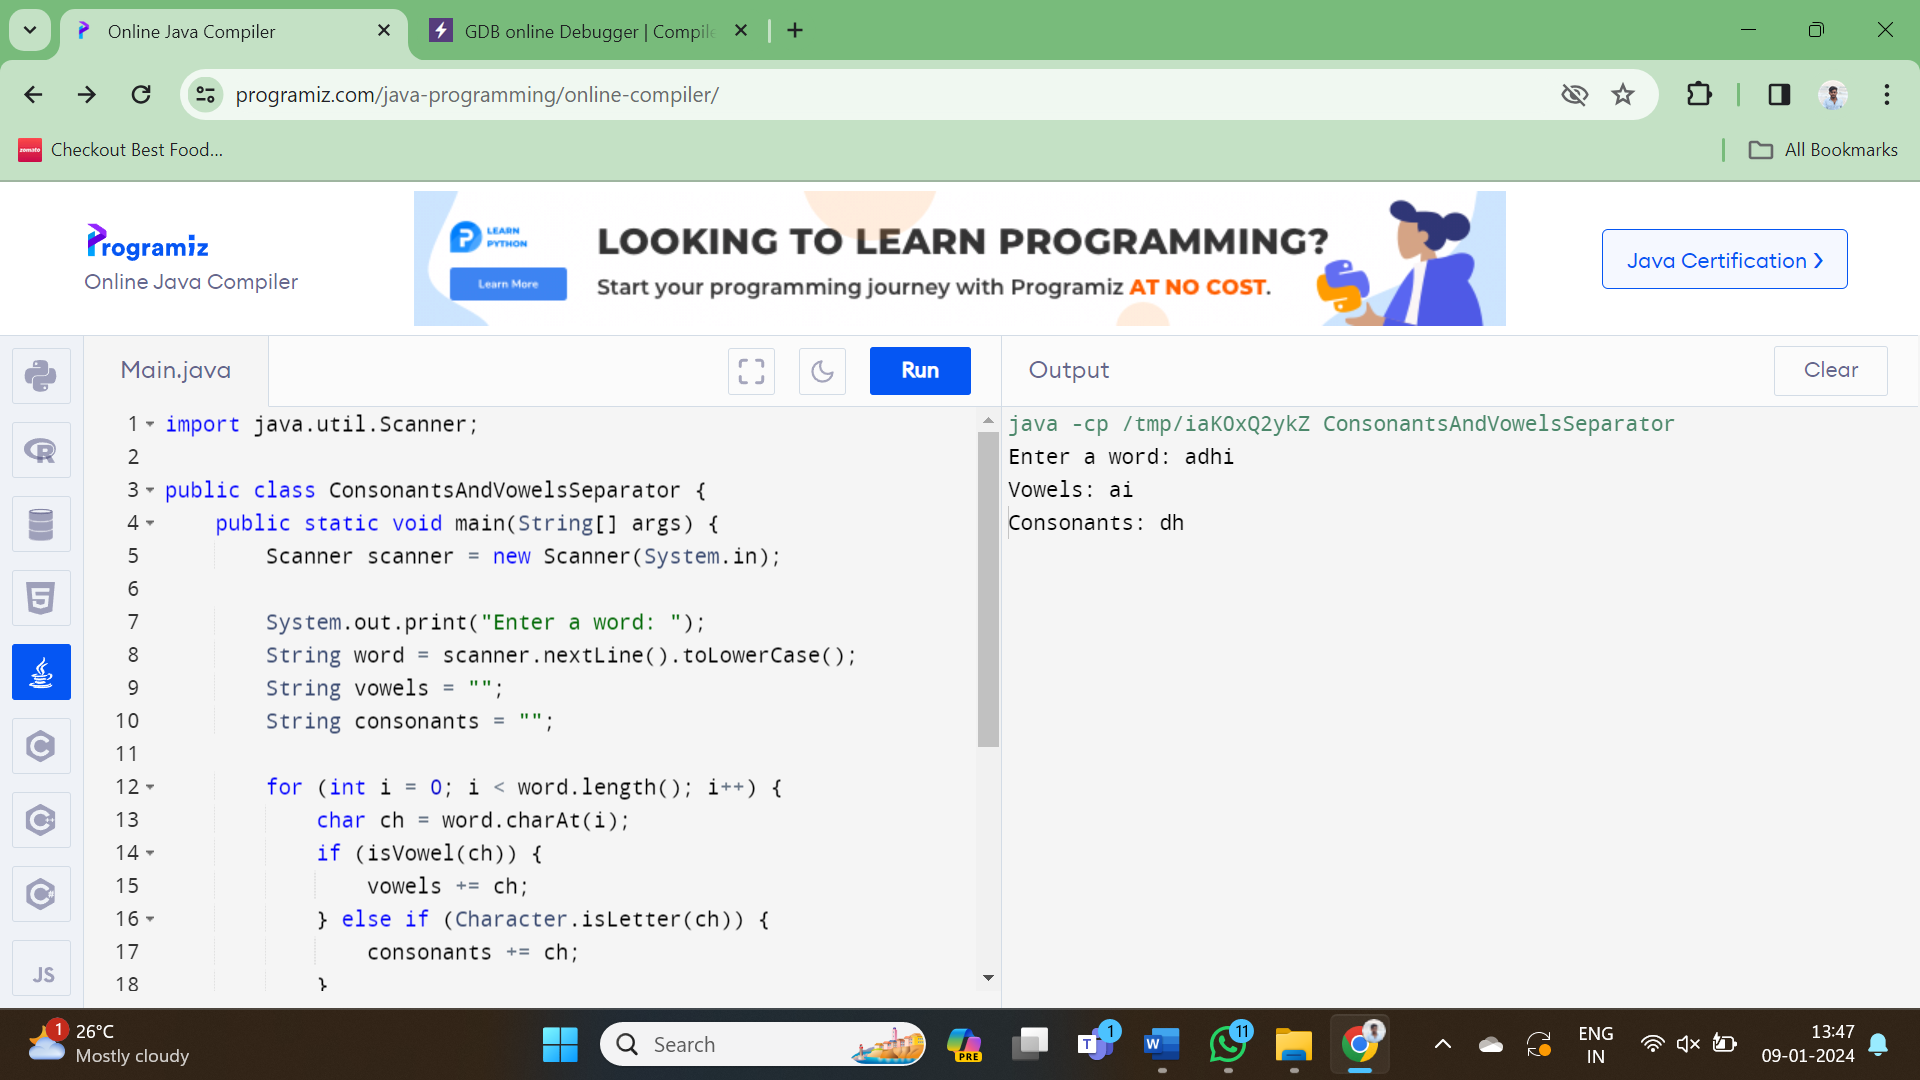 Online Java Compiler
GDB online Debugger | Compile
programiz.com/java-programming/online-compiler/
zomato
Checkout Best Food...
All Bookmarks
Programiz
Online Java Compiler
LEARN
PYTHON
Learn More
LOOKING TO LEARN PROGRAMMING?
Start your programming journey with Programiz AT NO COST.
Java Certification ›
Main.java
Run
Output
Clear
1 import java.util.Scanner;
2
3 public class ConsonantsAndVowelsSeparator {
4 public static void main(String[] args) {
5 Scanner scanner = new Scanner(System.in);
6
7 System.out.print("Enter a word: ");
8 String word = scanner.nextLine().toLowerCase();
9 String vowels = "";
10 String consonants = "";
11
12 for (int i = 0; i < word.length(); i++) {
13 char ch = word.charAt(i);
14 if (isVowel(ch)) {
15 vowels += ch;
16 } else if (Character.isLetter(ch)) {
17 consonants += ch;
18 }
java -cp /tmp/iaKOxQ2ykZ ConsonantsAndVowelsSeparator
Enter a word: adhi
Vowels: ai
Consonants: dh
JS
1
26°C
Mostly cloudy
Search
PRE
1
11
ENG
IN
13:47
09-01-2024